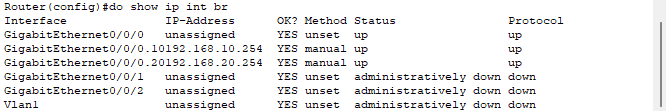 Router(config)#do show ip int br
Interface              IP-Address      OK? Method Status                Protocol
GigabitEthernet0/0/0   unassigned      YES unset  up                    up
GigabitEthernet0/0/0.10192.168.10.254  YES manual up                    up
GigabitEthernet0/0/0.20192.168.20.254  YES manual up                    up
GigabitEthernet0/0/1   unassigned      YES unset  administratively down down
GigabitEthernet0/0/2   unassigned      YES unset  administratively down down
Vlan1                  unassigned      YES unset  administratively down down